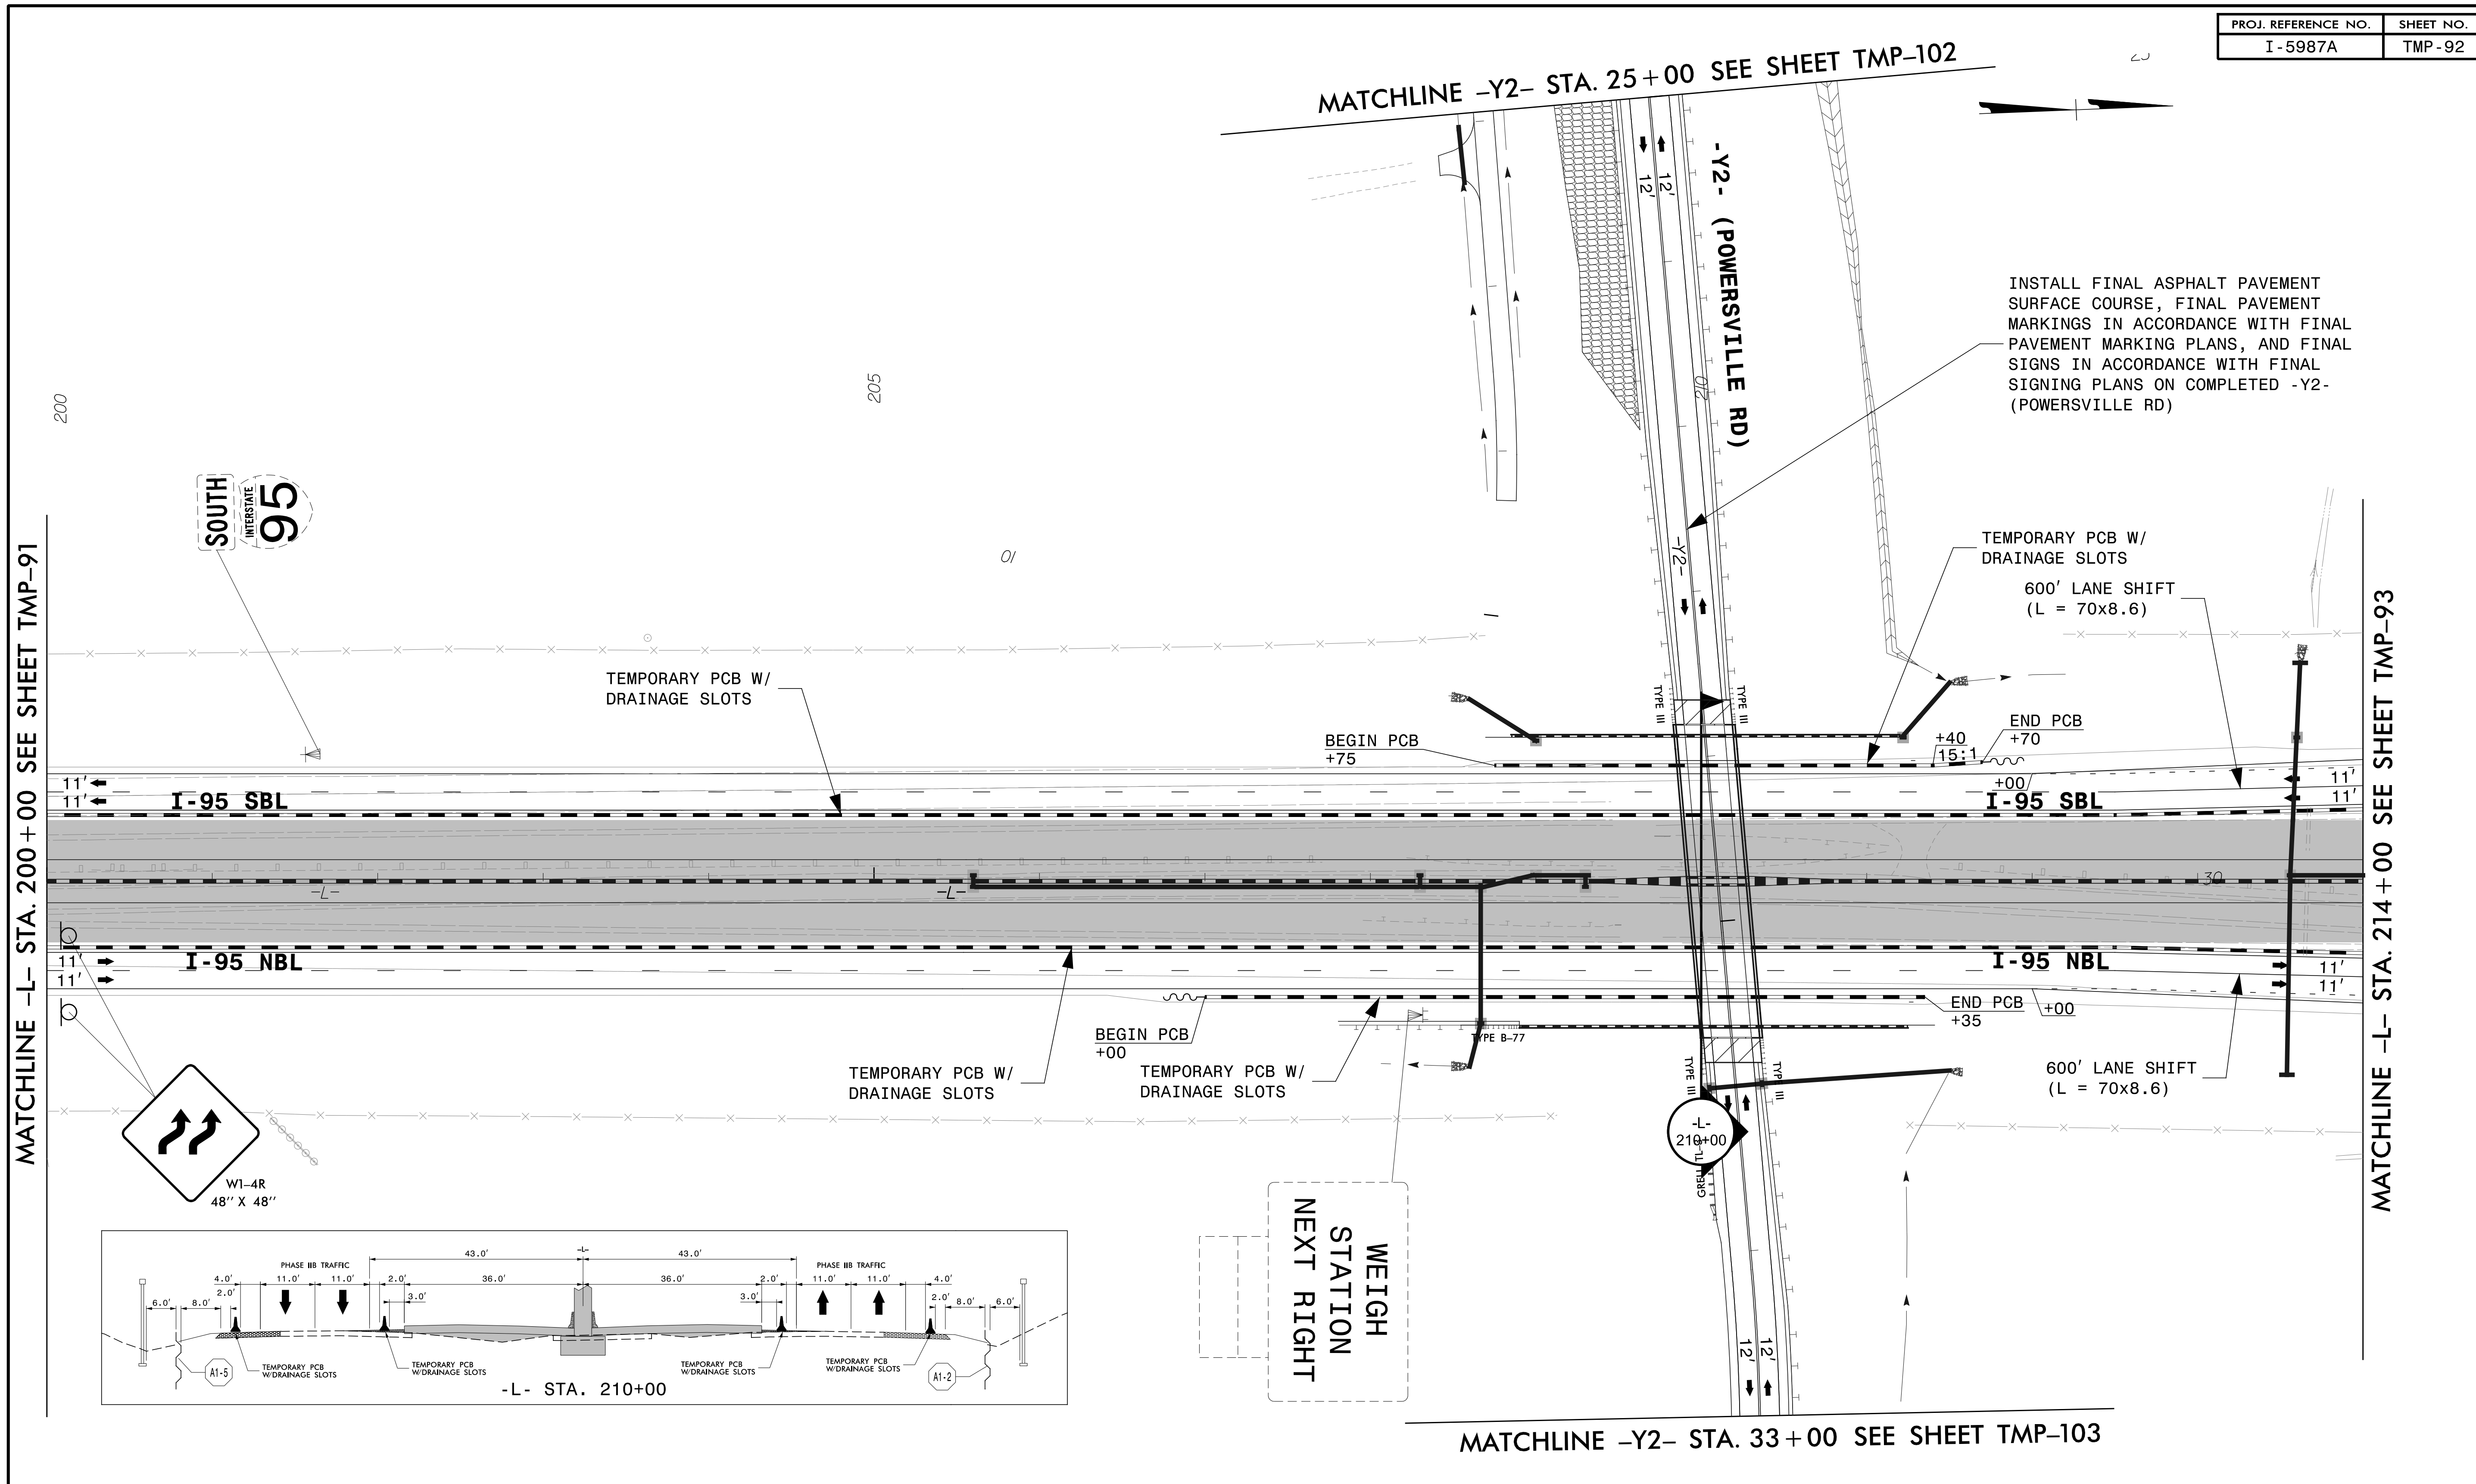 PROJ. REFERENCE NO.
SHEET NO.
I-5987A
TMP-92
MATCHLINE –Y2– STA. 25+00 SEE SHEET TMP–102
12'
12'
-Y2- (POWERSVILLE RD)
INSTALL FINAL ASPHALT PAVEMENT
SURFACE COURSE, FINAL PAVEMENT
MARKINGS IN ACCORDANCE WITH FINAL
PAVEMENT MARKING PLANS, AND FINAL
SIGNS IN ACCORDANCE WITH FINAL
SIGNING PLANS ON COMPLETED -Y2-
(POWERSVILLE RD)
200
205
210
SOUTH
INTERSTATE
95
–Y2–
MATCHLINE –L– STA. 200+00 SEE SHEET TMP–91
TEMPORARY PCB W/
DRAINAGE SLOTS
TEMPORARY PCB W/
DRAINAGE SLOTS
600' LANE SHIFT
(L = 70x8.6)
TYPE III
TYPE III
BEGIN PCB
+75
+40
15:1
END PCB
+70
+00
11'
11'
I-95 SBL
I-95 SBL
11'
11'
–L–
–L–
30
11'
11'
I-95 NBL
I-95 NBL
11'
11'
BEGIN PCB
+00
END PCB
+35
+00
TYPE B–77
TEMPORARY PCB W/
DRAINAGE SLOTS
TEMPORARY PCB W/
DRAINAGE SLOTS
600' LANE SHIFT
(L = 70x8.6)
TYPE III
TYPE III
-L-
210+00
MATCHLINE –L– STA. 214+00 SEE SHEET TMP–93
W1–4R
48'' X 48''
WEIGH
STATION
NEXT RIGHT
12'
12'
43.0'
-L-
43.0'
PHASE IIB TRAFFIC
PHASE IIB TRAFFIC
4.0'
11.0'
11.0'
2.0'
36.0'
36.0'
2.0'
11.0'
11.0'
4.0'
6.0'
8.0'
2.0'
3.0'
3.0'
2.0'
8.0'
6.0'
A1-5
TEMPORARY PCB
W/DRAINAGE SLOTS
TEMPORARY PCB
W/DRAINAGE SLOTS
TEMPORARY PCB
W/DRAINAGE SLOTS
TEMPORARY PCB
W/DRAINAGE SLOTS
A1-2
-L- STA. 210+00
MATCHLINE –Y2– STA. 33+00 SEE SHEET TMP–103